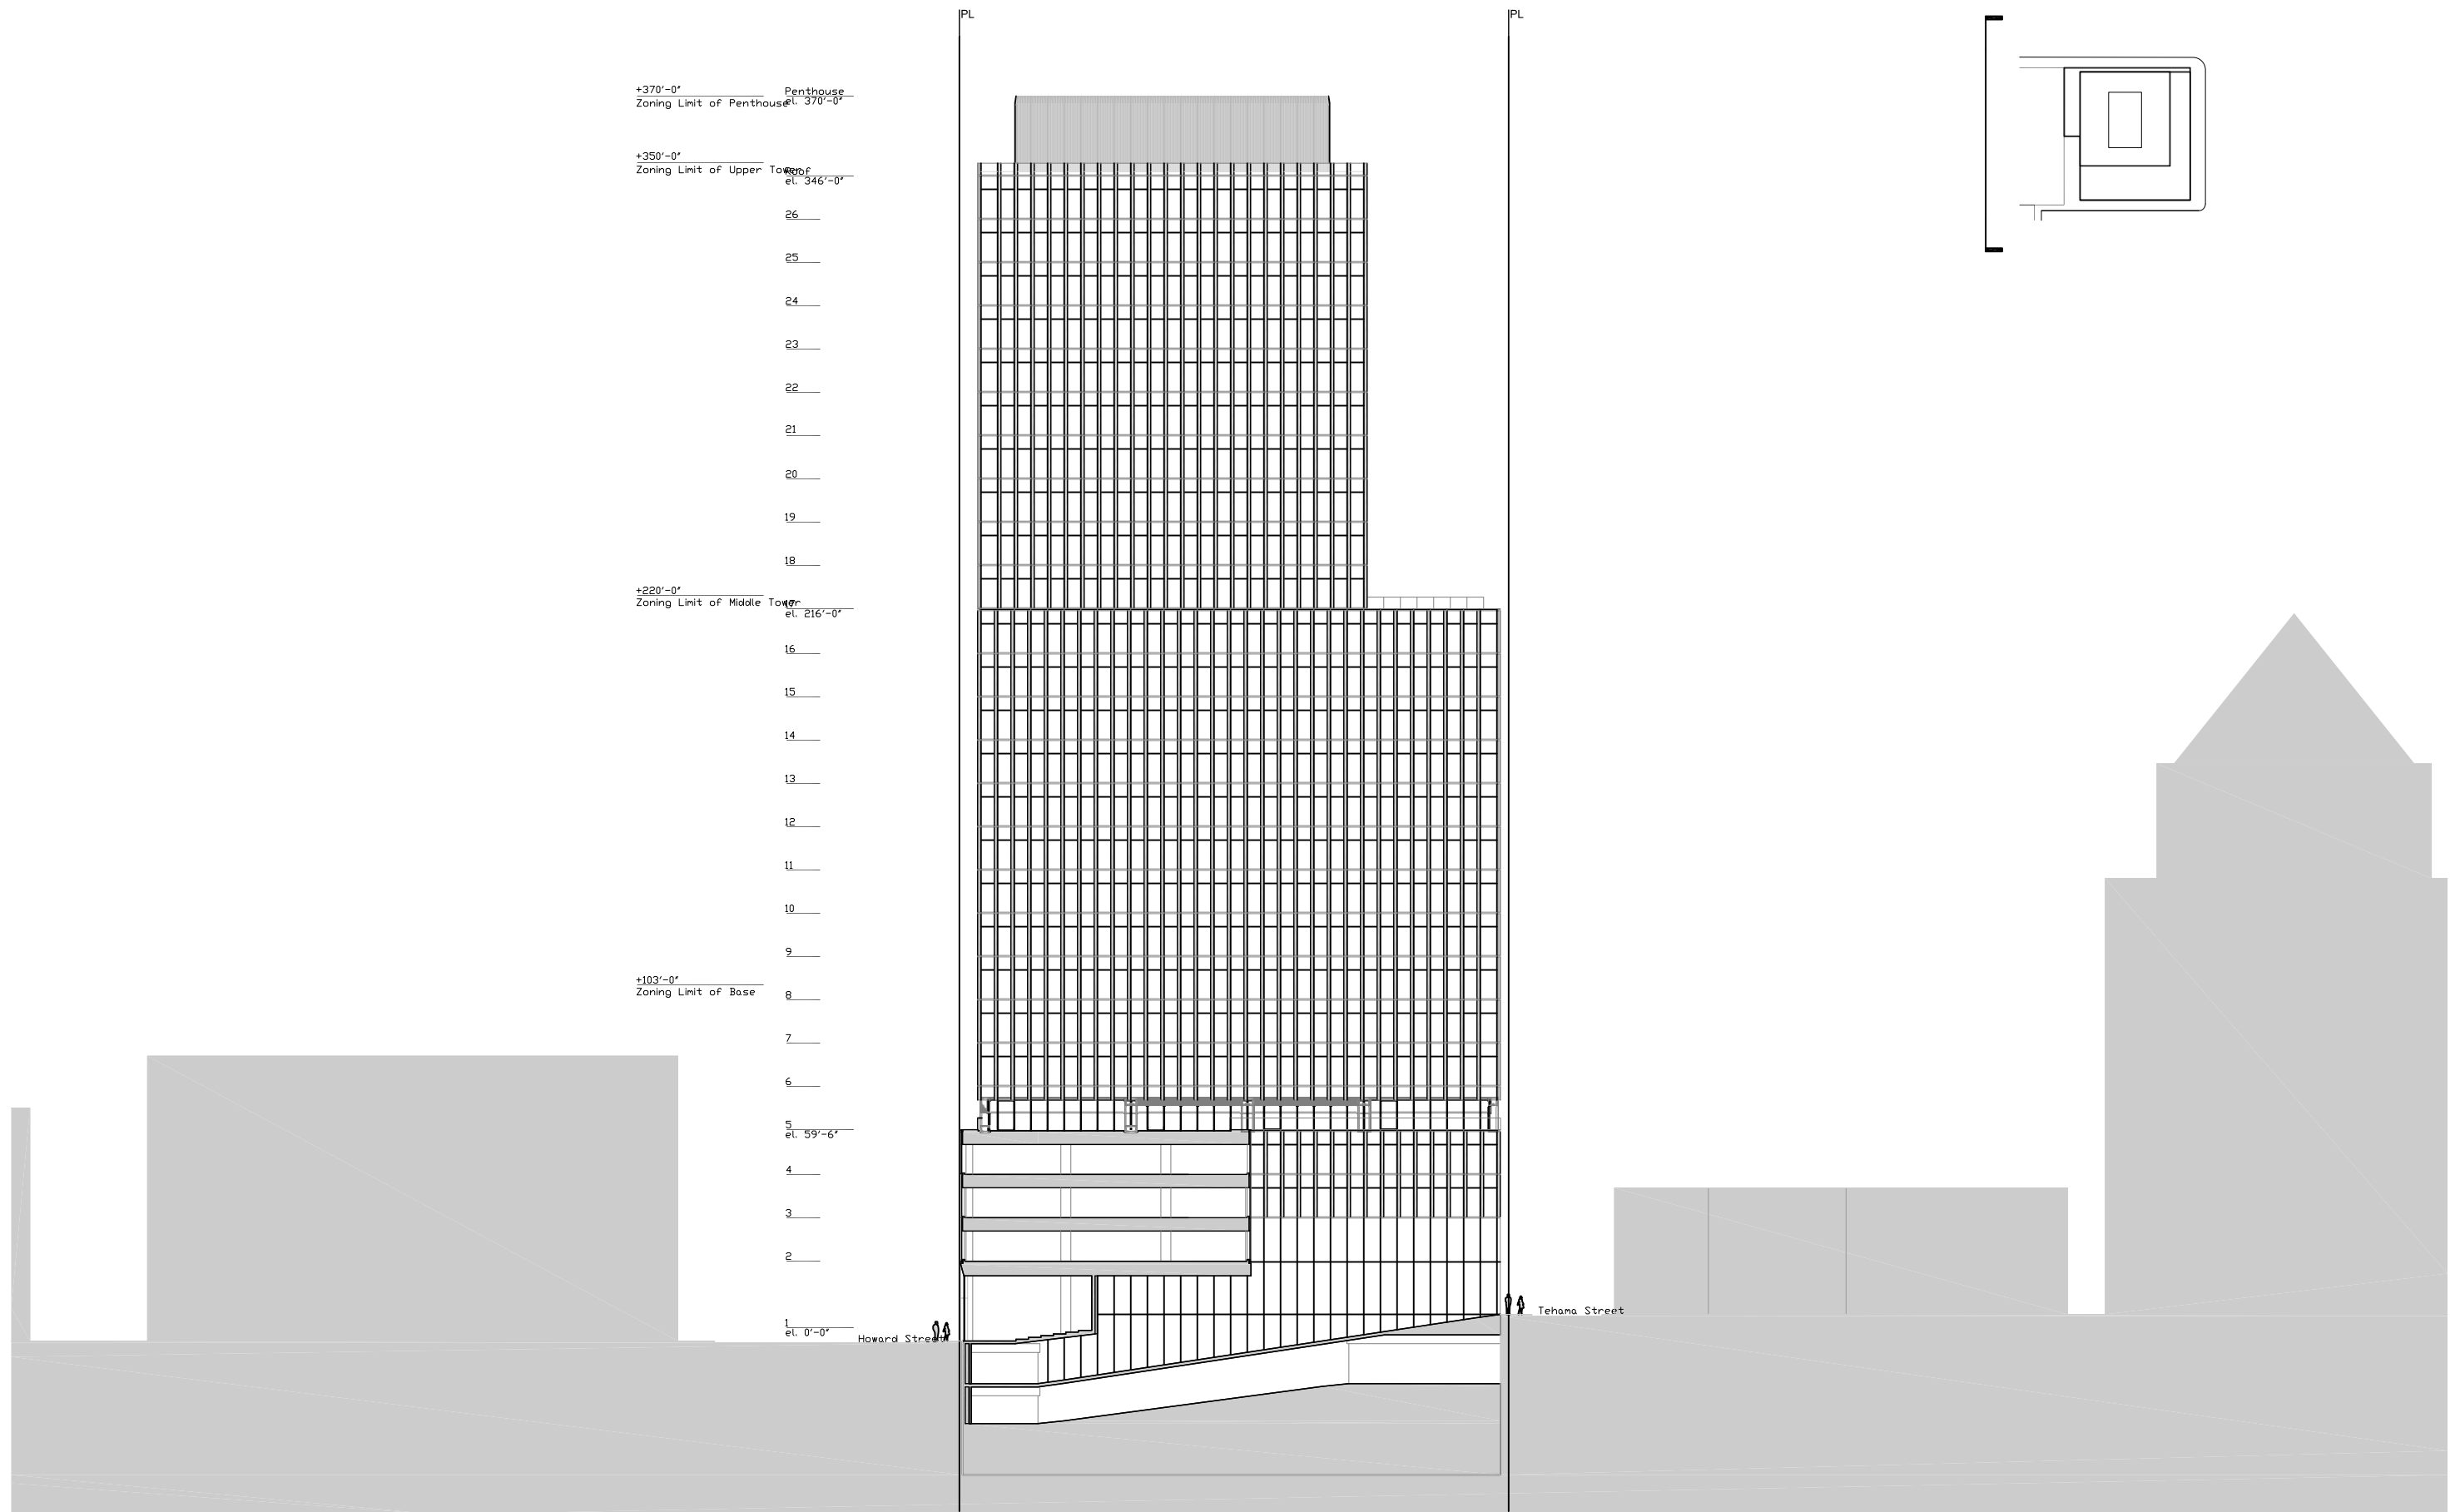 PL
PL
+370'-0"
Zoning Limit of Penthouse
Penthouse
el. 370'-0"
+350'-0"
Zoning Limit of Upper Tower
Roof
el. 346'-0"
26
25
24
23
22
21
20
19
18
+220'-0"
Zoning Limit of Middle Tower
17
el. 216'-0"
16
15
14
13
12
11
10
9
+103'-0"
Zoning Limit of Base
8
7
6
5
el. 59'-6"
4
3
2
1
el. 0'-0"
Howard Street
Tehama Street